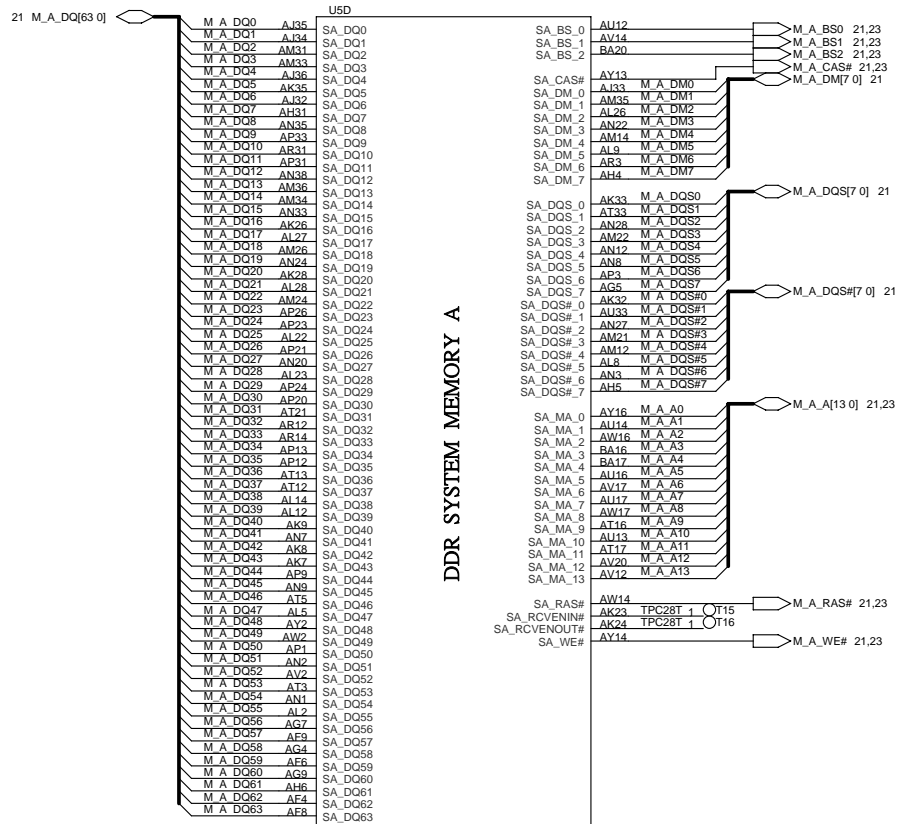 21 M_A_DQ[63 0]
U5D
M_A_DQ0 AJ35 SA_DQ0
M_A_DQ1 AJ34 SA_DQ1
M_A_DQ2 AM31 SA_DQ2
M_A_DQ3 AM33 SA_DQ3
M_A_DQ4 AJ36 SA_DQ4
M_A_DQ5 AK35 SA_DQ5
M_A_DQ6 AJ32 SA_DQ6
M_A_DQ7 AH31 SA_DQ7
M_A_DQ8 AN35 SA_DQ8
M_A_DQ9 AP33 SA_DQ9
M_A_DQ10 AR31 SA_DQ10
M_A_DQ11 AP31 SA_DQ11
M_A_DQ12 AN38 SA_DQ12
M_A_DQ13 AM36 SA_DQ13
M_A_DQ14 AM34 SA_DQ14
M_A_DQ15 AN33 SA_DQ15
M_A_DQ16 AK26 SA_DQ16
M_A_DQ17 AL27 SA_DQ17
M_A_DQ18 AM26 SA_DQ18
M_A_DQ19 AN24 SA_DQ19
M_A_DQ20 AK28 SA_DQ20
M_A_DQ21 AL28 SA_DQ21
M_A_DQ22 AM24 SA_DQ22
M_A_DQ23 AP26 SA_DQ23
M_A_DQ24 AP23 SA_DQ24
M_A_DQ25 AL22 SA_DQ25
M_A_DQ26 AP21 SA_DQ26
M_A_DQ27 AN20 SA_DQ27
M_A_DQ28 AL23 SA_DQ28
M_A_DQ29 AP24 SA_DQ29
M_A_DQ30 AP20 SA_DQ30
M_A_DQ31 AT21 SA_DQ31
M_A_DQ32 AR12 SA_DQ32
M_A_DQ33 AR14 SA_DQ33
M_A_DQ34 AP13 SA_DQ34
M_A_DQ35 AP12 SA_DQ35
M_A_DQ36 AT13 SA_DQ36
M_A_DQ37 AT12 SA_DQ37
M_A_DQ38 AL14 SA_DQ38
M_A_DQ39 AL12 SA_DQ39
M_A_DQ40 AK9 SA_DQ40
M_A_DQ41 AN7 SA_DQ41
M_A_DQ42 AK8 SA_DQ42
M_A_DQ43 AK7 SA_DQ43
M_A_DQ44 AP9 SA_DQ44
M_A_DQ45 AN9 SA_DQ45
M_A_DQ46 AT5 SA_DQ46
M_A_DQ47 AL5 SA_DQ47
M_A_DQ48 AY2 SA_DQ48
M_A_DQ49 AW2 SA_DQ49
M_A_DQ50 AP1 SA_DQ50
M_A_DQ51 AN2 SA_DQ51
M_A_DQ52 AV2 SA_DQ52
M_A_DQ53 AT3 SA_DQ53
M_A_DQ54 AN1 SA_DQ54
M_A_DQ55 AL2 SA_DQ55
M_A_DQ56 AG7 SA_DQ56
M_A_DQ57 AF9 SA_DQ57
M_A_DQ58 AG4 SA_DQ58
M_A_DQ59 AF6 SA_DQ59
M_A_DQ60 AG9 SA_DQ60
M_A_DQ61 AH6 SA_DQ61
M_A_DQ62 AF4 SA_DQ62
M_A_DQ63 AF8 SA_DQ63
DDR SYSTEM MEMORY A
SA_BS_0 AU12 M_A_BS0 21,23
SA_BS_1 AV14 M_A_BS1 21,23
SA_BS_2 BA20 M_A_BS2 21,23
SA_CAS# AY13 M_A_CAS# 21,23
M_A_DM[7 0] 21
SA_DM_0 AJ33 M_A_DM0
SA_DM_1 AM35 M_A_DM1
SA_DM_2 AL26 M_A_DM2
SA_DM_3 AN22 M_A_DM3
SA_DM_4 AM14 M_A_DM4
SA_DM_5 AL9 M_A_DM5
SA_DM_6 AR3 M_A_DM6
SA_DM_7 AH4 M_A_DM7
M_A_DQS[7 0] 21
SA_DQS_0 AK33 M_A_DQS0
SA_DQS_1 AT33 M_A_DQS1
SA_DQS_2 AN28 M_A_DQS2
SA_DQS_3 AM22 M_A_DQS3
SA_DQS_4 AN12 M_A_DQS4
SA_DQS_5 AN8 M_A_DQS5
SA_DQS_6 AP3 M_A_DQS6
SA_DQS_7 AG5 M_A_DQS7
M_A_DQS#[7 0] 21
SA_DQS#_0 AK32 M_A_DQS#0
SA_DQS#_1 AU33 M_A_DQS#1
SA_DQS#_2 AN27 M_A_DQS#2
SA_DQS#_3 AM21 M_A_DQS#3
SA_DQS#_4 AM12 M_A_DQS#4
SA_DQS#_5 AL8 M_A_DQS#5
SA_DQS#_6 AN3 M_A_DQS#6
SA_DQS#_7 AH5 M_A_DQS#7
M_A_A[13 0] 21,23
SA_MA_0 AY16 M_A_A0
SA_MA_1 AU14 M_A_A1
SA_MA_2 AW16 M_A_A2
SA_MA_3 BA16 M_A_A3
SA_MA_4 BA17 M_A_A4
SA_MA_5 AU16 M_A_A5
SA_MA_6 AV17 M_A_A6
SA_MA_7 AU17 M_A_A7
SA_MA_8 AW17 M_A_A8
SA_MA_9 AT16 M_A_A9
SA_MA_10 AU13 M_A_A10
SA_MA_11 AT17 M_A_A11
SA_MA_12 AV20 M_A_A12
SA_MA_13 AV12 M_A_A13
SA_RAS# AW14 M_A_RAS# 21,23
SA_RCVENIN# AK23 TPC28T 1 T15
SA_RCVENOUT# AK24 TPC28T 1 T16
SA_WE# AY14 M_A_WE# 21,23